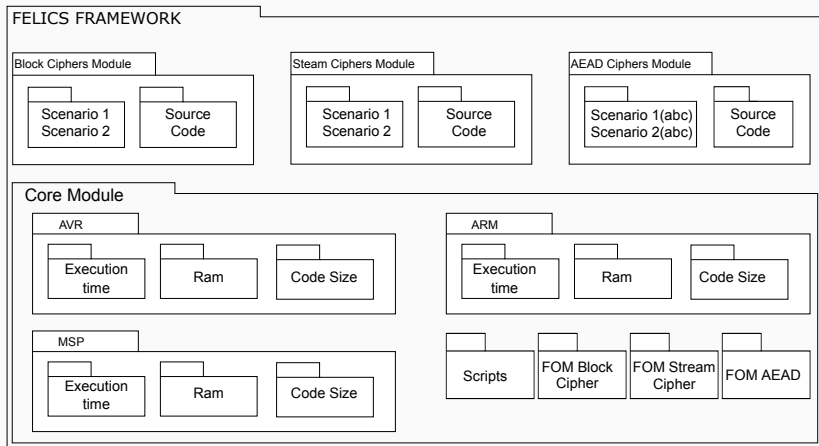 FELICS FRAMEWORK
Block Ciphers Module
Scenario 1
Scenario 2
Source
Code
Steam Ciphers Module
Scenario 1
Scenario 2
Source
Code
AEAD Ciphers Module
Scenario 1(abc)
Scenario 2(abc)
Source
Code
Core Module
AVR
Execution
time
Ram
Code Size
ARM
Execution
time
Ram
Code Size
MSP
Execution
time
Ram
Code Size
Scripts
FOM Block
Cipher
FOM Stream
Cipher
FOM AEAD